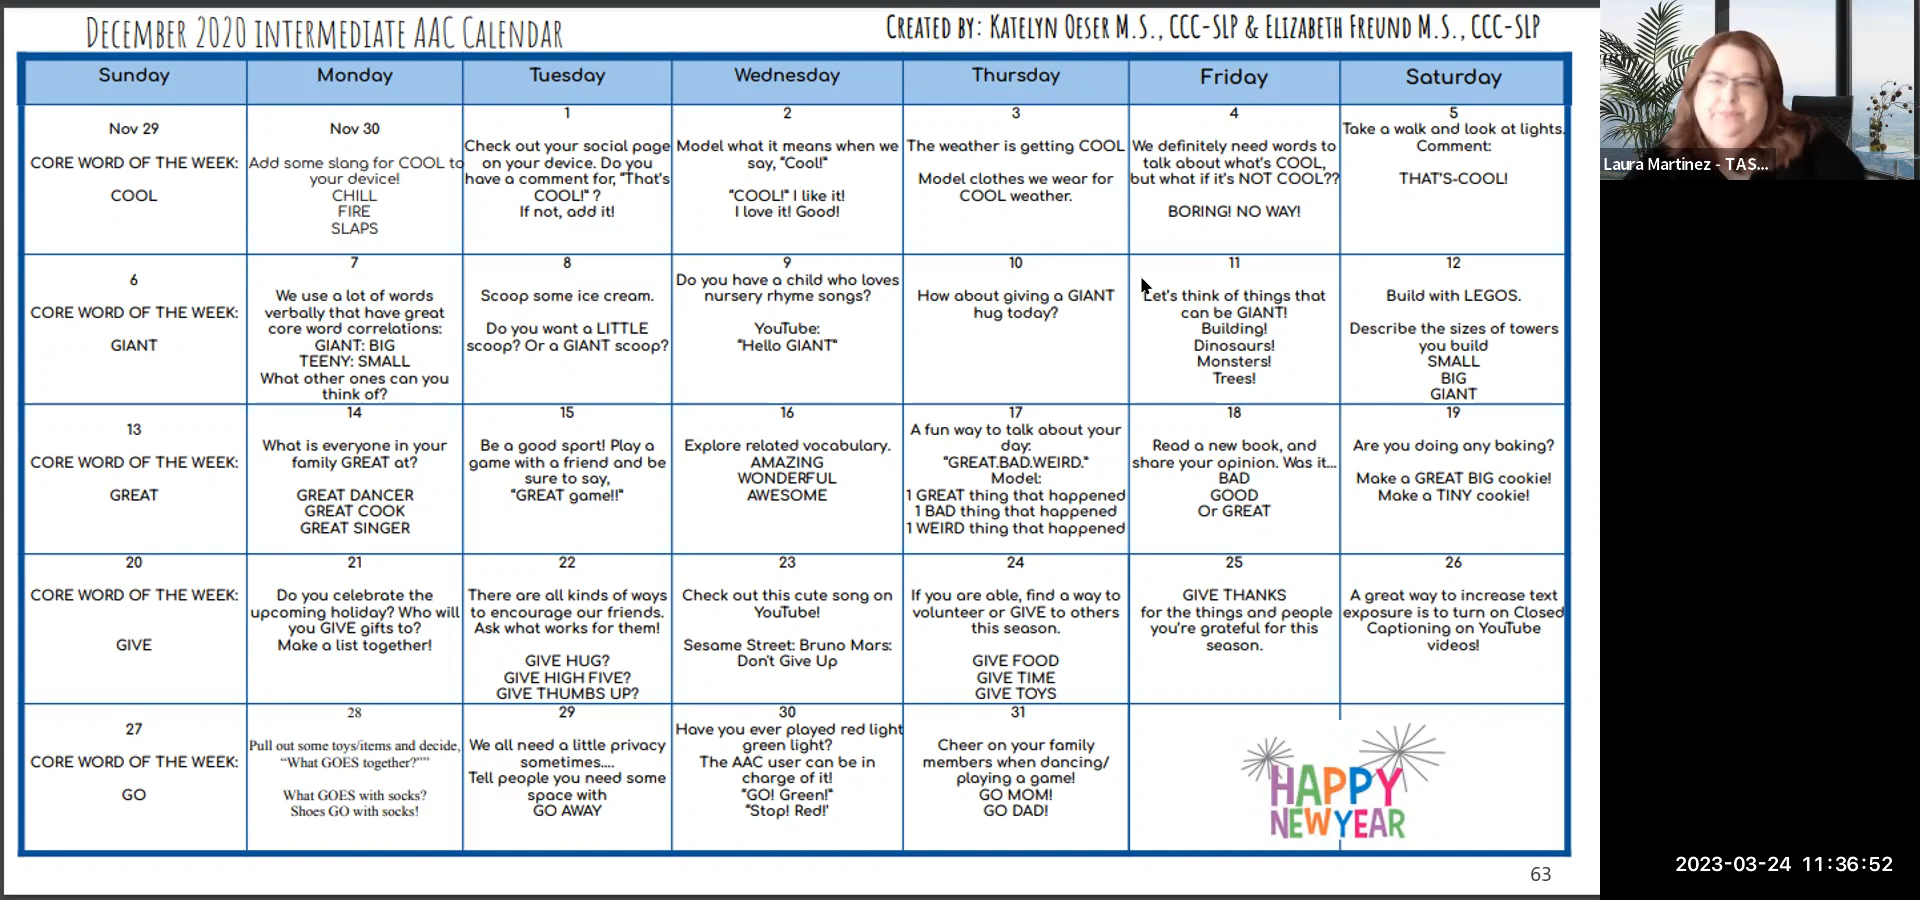 December 2020 Intermediate AAC Calendar
Created by: Katelyn Oeser M.S., CCC-SLP & Elizabeth Freund M.S., CCC-SLP
Sunday
Monday
Tuesday
Wednesday
Thursday
Friday
Saturday
Nov 29
CORE WORD OF THE WEEK:
COOL
Nov 30
Add some slang for COOL to
your device!
CHILL
FIRE
SLAPS
1
Check out your social page
on your device. Do you
have a comment for, "That's
COOL!" ?
If not, add it!
2
Model what it means when we
say, "Cool!"
"COOL!" I like it!
I love it! Good!
3
The weather is getting COOL
Model clothes we wear for
COOL weather.
4
We definitely need words to
talk about what's COOL,
but what if it's NOT COOL??
BORING! NO WAY!
5
Take a walk and look at lights.
Comment:
THAT'S-COOL!
6
CORE WORD OF THE WEEK:
GIANT
7
We use a lot of words
verbally that have great
core word correlations:
GIANT: BIG
TEENY: SMALL
What other ones can you
think of?
8
Scoop some ice cream.
Do you want a LITTLE
scoop? Or a GIANT scoop?
9
Do you have a child who loves
nursery rhyme songs?
YouTube:
"Hello GIANT"
10
How about giving a GIANT
hug today?
11
Let's think of things that
can be GIANT!
Building!
Dinosaurs!
Monsters!
Trees!
12
Build with LEGOS.
Describe the sizes of towers
you build
SMALL
BIG
GIANT
13
CORE WORD OF THE WEEK:
GREAT
14
What is everyone in your
family GREAT at?
GREAT DANCER
GREAT COOK
GREAT SINGER
15
Be a good sport! Play a
game with a friend and be
sure to say,
"GREAT game!!"
16
Explore related vocabulary.
AMAZING
WONDERFUL
AWESOME
17
A fun way to talk about your
day:
"GREAT.BAD.WEIRD."
Model:
1 GREAT thing that happened
1 BAD thing that happened
1 WEIRD thing that happened
18
Read a new book, and
share your opinion. Was it...
BAD
GOOD
Or GREAT
19
Are you doing any baking?
Make a GREAT BIG cookie!
Make a TINY cookie!
20
CORE WORD OF THE WEEK:
GIVE
21
Do you celebrate the
upcoming holiday? Who will
you GIVE gifts to?
Make a list together!
22
There are all kinds of ways
to encourage our friends.
Ask what works for them!
GIVE HUG?
GIVE HIGH FIVE?
GIVE THUMBS UP?
23
Check out this cute song on
YouTube!
Sesame Street: Bruno Mars:
Don't Give Up
24
If you are able, find a way to
volunteer or GIVE to others
this season.
GIVE FOOD
GIVE TIME
GIVE TOYS
25
GIVE THANKS
for the things and people
you're grateful for this
season.
26
A great way to increase text
exposure is to turn on Closed
Captioning on YouTube
videos!
27
CORE WORD OF THE WEEK:
GO
28
Pull out some toys/items and decide,
"What GOES together?""
What GOES with socks?
Shoes GO with socks!
29
We all need a little privacy
sometimes....
Tell people you need some
space with
GO AWAY
30
Have you ever played red light
green light?
The AAC user can be in
charge of it!
"GO! Green!"
"Stop! Red!'
31
Cheer on your family
members when dancing/
playing a game!
GO MOM!
GO DAD!
HAPPY
NEW YEAR
63
Laura Martinez - TAS...
2023-03-24 11:36:52